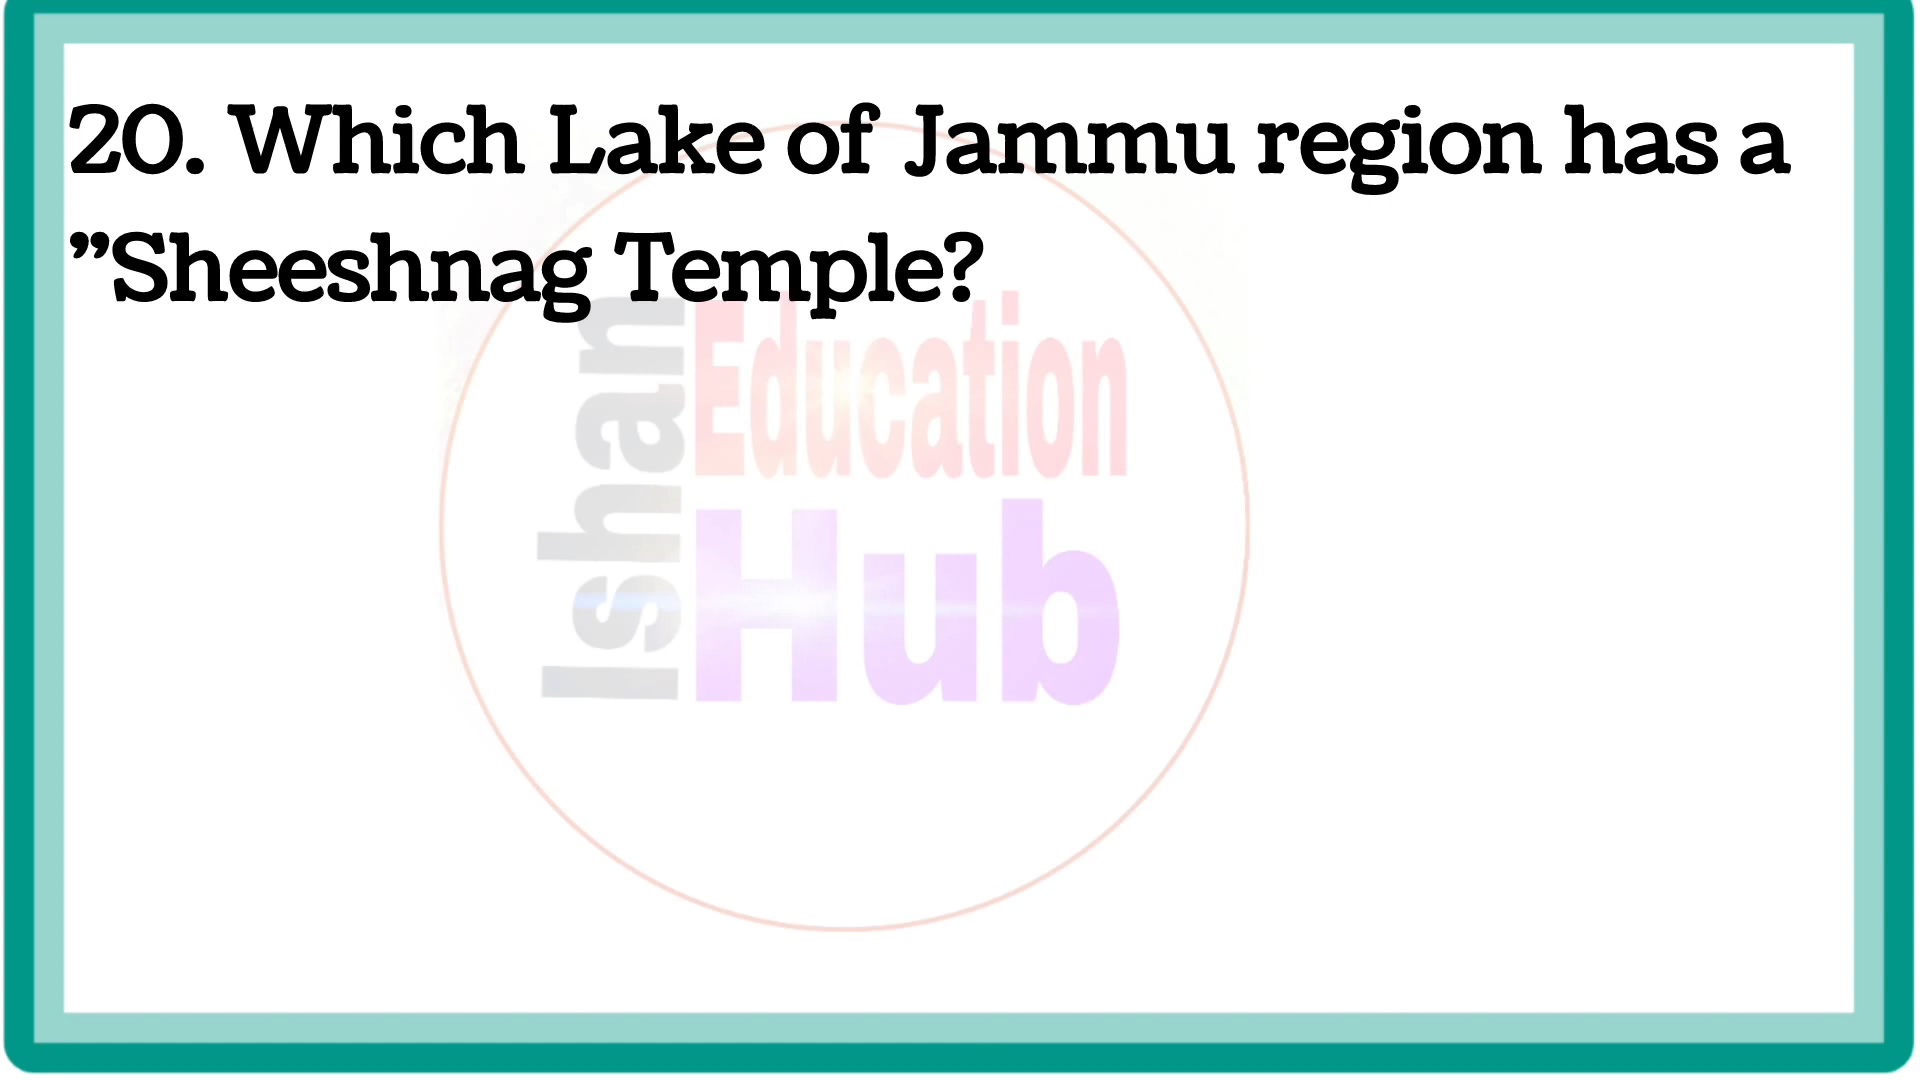 20. Which Lake of Jammu region has a
”Sheeshnag Temple?
Ishan
Education
Hub